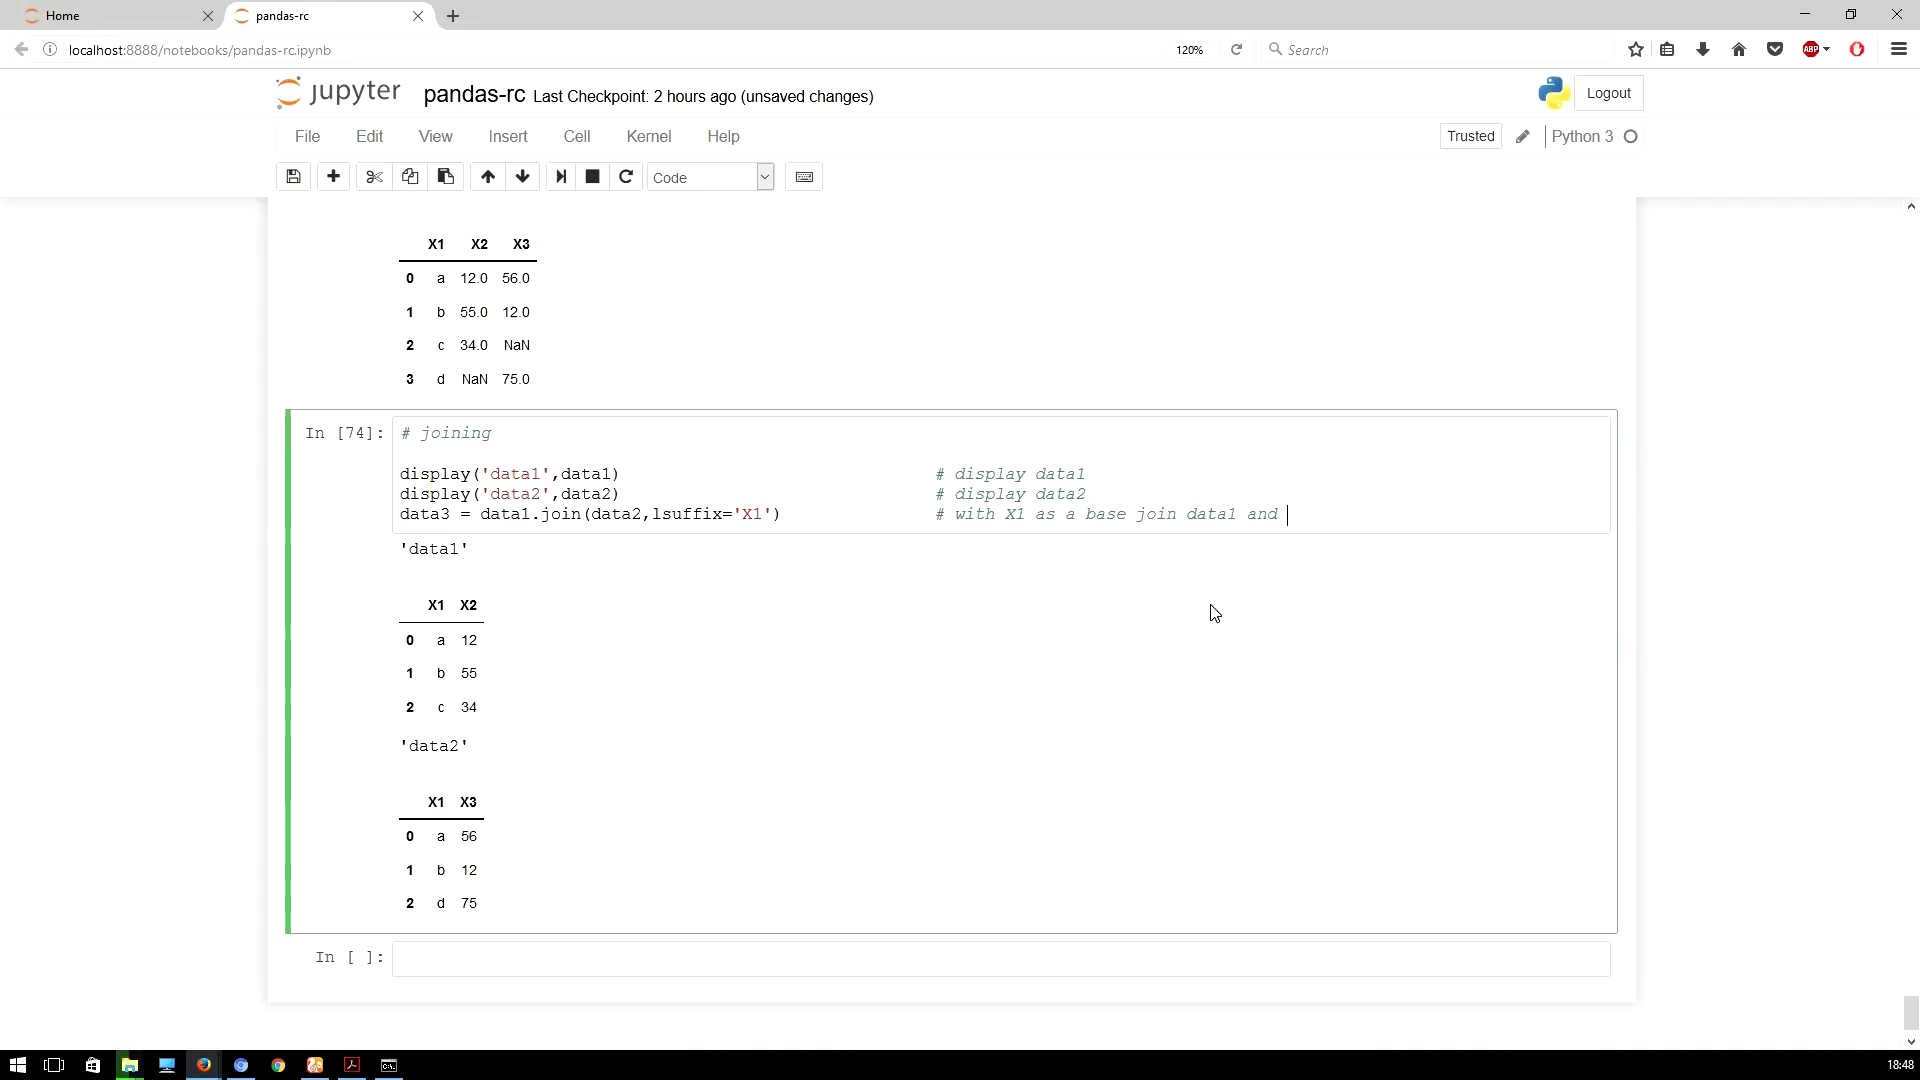 Home
pandas-rc
localhost:8888/notebooks/pandas-rc.ipynb
120%
Search
ABP
jupyter pandas-rc Last Checkpoint: 2 hours ago (unsaved changes)
Logout
File Edit View Insert Cell Kernel Help
Trusted
Python 3
Code
X1 X2 X3
0 a 12.0 56.0
1 b 55.0 12.0
2 c 34.0 NaN
3 d NaN 75.0
In [74]: # joining
display('data1',data1) # display data1
display('data2',data2) # display data2
data3 = data1.join(data2,lsuffix='X1') # with X1 as a base join data1 and
'data1'
X1 X2
0 a 12
1 b 55
2 c 34
'data2'
X1 X3
0 a 56
1 b 12
2 d 75
In [ ]:
18:48